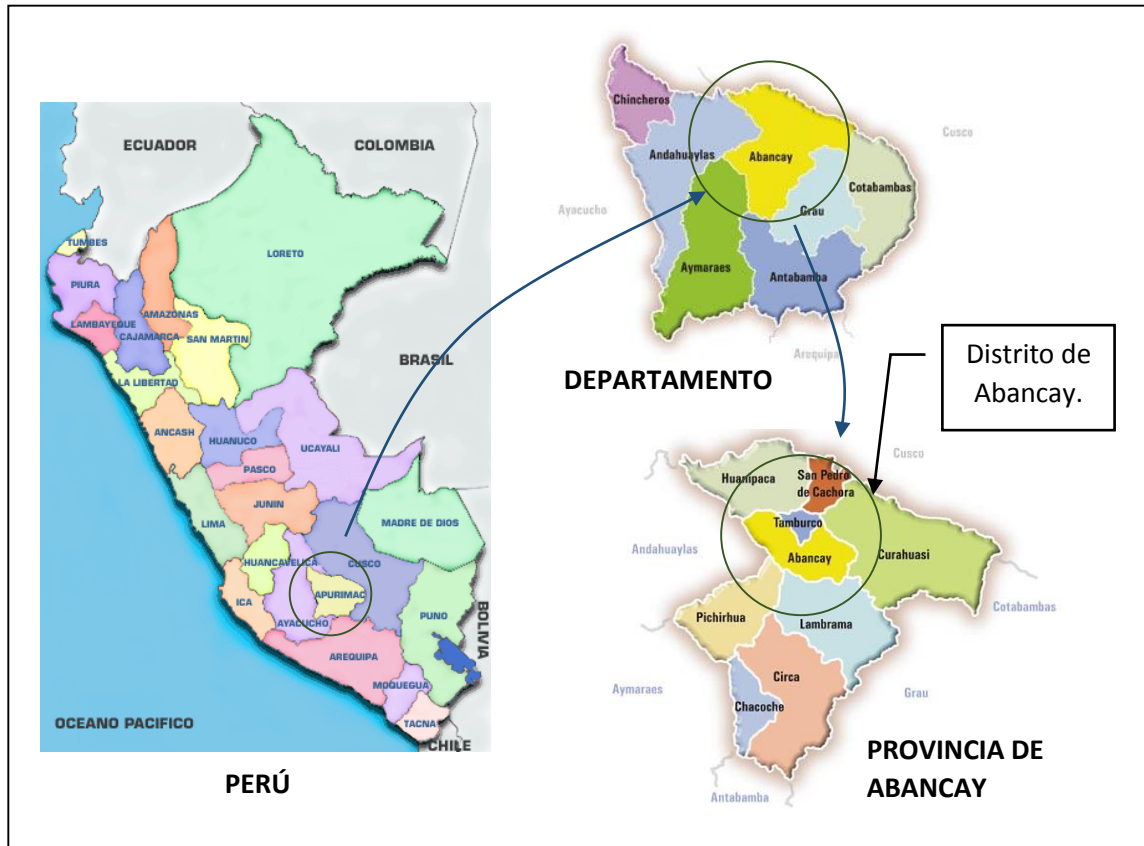 ECUADOR
COLOMBIA
TUMBES
LORETO
PIURA
AMAZONAS
LAMBAYEQUE
CAJAMARCA
SAN MARTIN
BRASIL
LA LIBERTAD
ANCASH
HUANUCO
UCAYALI
PASCO
JUNIN
LIMA
MADRE DE DIOS
HUANCAVELICA
CUSCO
ICA
APURIMAC
AYACUCHO
PUNO
BOLIVIA
AREQUIPA
MOQUEGUA
OCEANO PACIFICO
TACNA
CHILE
PERÚ
Chincheros
Cusco
Andahuaylas
Abancay
Cotabambas
Ayacucho
Grau
Aymaraes
Antabamba
Arequipa
DEPARTAMENTO
Distrito de
Abancay.
Cusco
Huanipaca
San Pedro
de Cachora
Tamburco
Andahuaylas
Abancay
Curahuasi
Cotabambas
Pichirhua
Lambrama
Aymaraes
Circa
Grau
Chacoche
PROVINCIA DE
ABANCAY
Antabamba